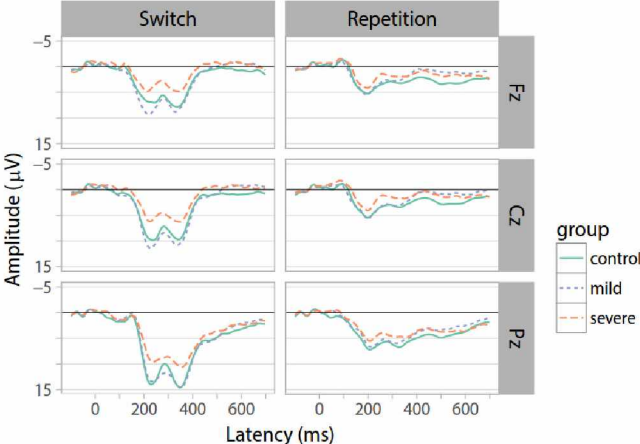 Switch Repetition
-5
15
Fz
-5
15
Cz
-5
15
Pz
Amplitude (μV)
0 200 400 600 0 200 400 600
Latency (ms)
group
control
mild
severe